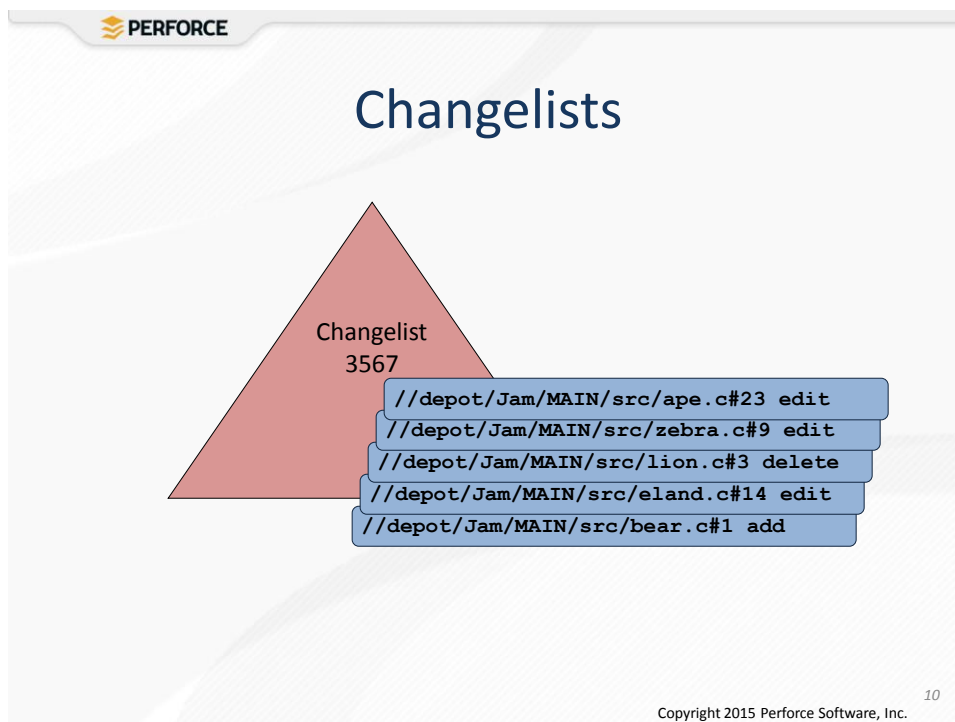 PERFORCE
Changelists
Changelist
3567
//depot/Jam/MAIN/src/ape.c#23 edit
//depot/Jam/MAIN/src/zebra.c#9 edit
//depot/Jam/MAIN/src/lion.c#3 delete
//depot/Jam/MAIN/src/eland.c#14 edit
//depot/Jam/MAIN/src/bear.c#1 add
10
Copyright 2015 Perforce Software, Inc.